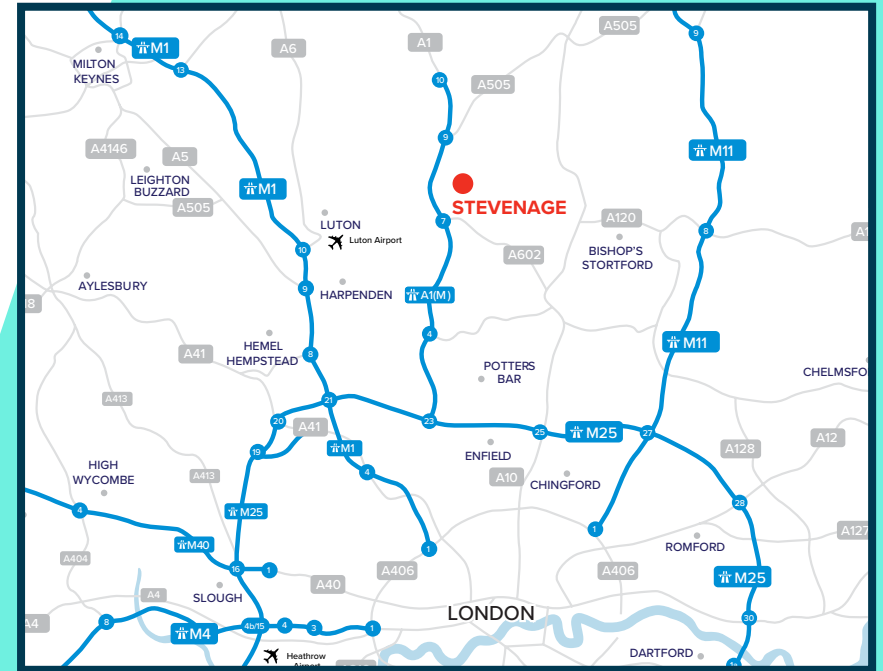 A505
9
14
M1
A6
A1
MILTON
KEYNES
13
10
A505
9
A4146
A5
M11
LEIGHTON
BUZZARD
M1
A505
STEVENAGE
7
LUTON
Luton Airport
A120
8
10
BISHOP'S
STORTFORD
A602
AYLESBURY
9
HARPENDEN
A1(M)
4
M11
HEMEL
HEMPSTEAD
8
A41
POTTERS
BAR
CHELMSFO
A413
21
20
23
A41
25
M25
27
A12
19
M1
ENFIELD
A128
HIGH
WYCOMBE
A413
4
A10
CHINGFORD
28
4
M25
1
A127
M40
1
ROMFORD
A404
16
1
A406
A406
M25
A40
SLOUGH
A4
LONDON
A4
8
M4
4b/15
4
3
1
30
Heathrow
Airport
DARTFORD